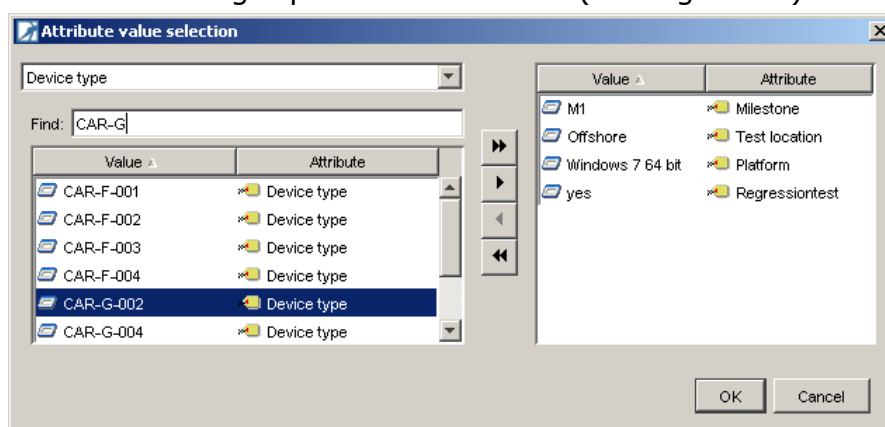 Attribute value selection
Device type
Find: CAR-G
Value Attribute
CAR-F-001 Device type
CAR-F-002 Device type
CAR-F-003 Device type
CAR-F-004 Device type
CAR-G-002 Device type
CAR-G-004 Device type
Value Attribute
M1 Milestone
Offshore Test location
Windows 7 64 bit Platform
yes Regressiontest
OK Cancel